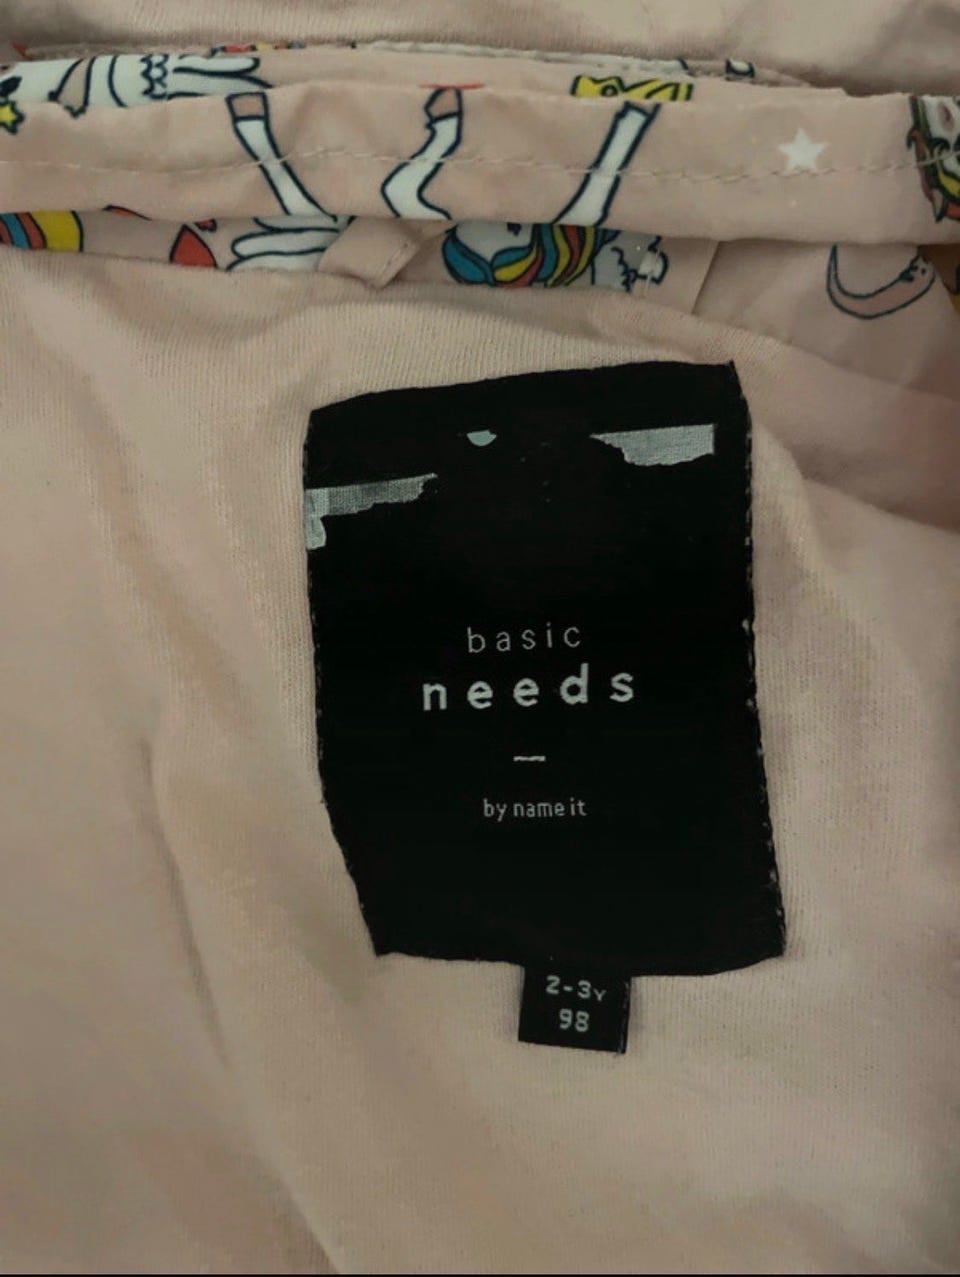 basic
needs
by name it
2-3Y
98